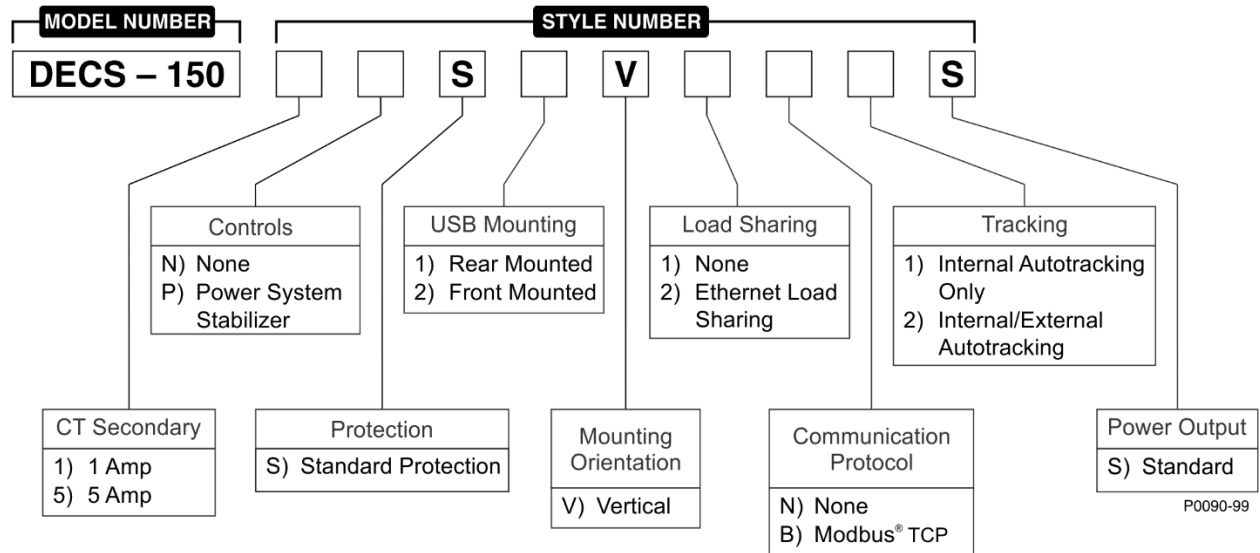 MODEL NUMBER
STYLE NUMBER
DECS – 150
S
V
S
Controls
N) None
P) Power System
Stabilizer
USB Mounting
1) Rear Mounted
2) Front Mounted
Load Sharing
1) None
2) Ethernet Load
Sharing
Tracking
1) Internal Autotracking
Only
2) Internal/External
Autotracking
CT Secondary
1) 1 Amp
5) 5 Amp
Protection
S) Standard Protection
Mounting
Orientation
V) Vertical
Communication
Protocol
N) None
B) Modbus® TCP
Power Output
S) Standard
P0090-99